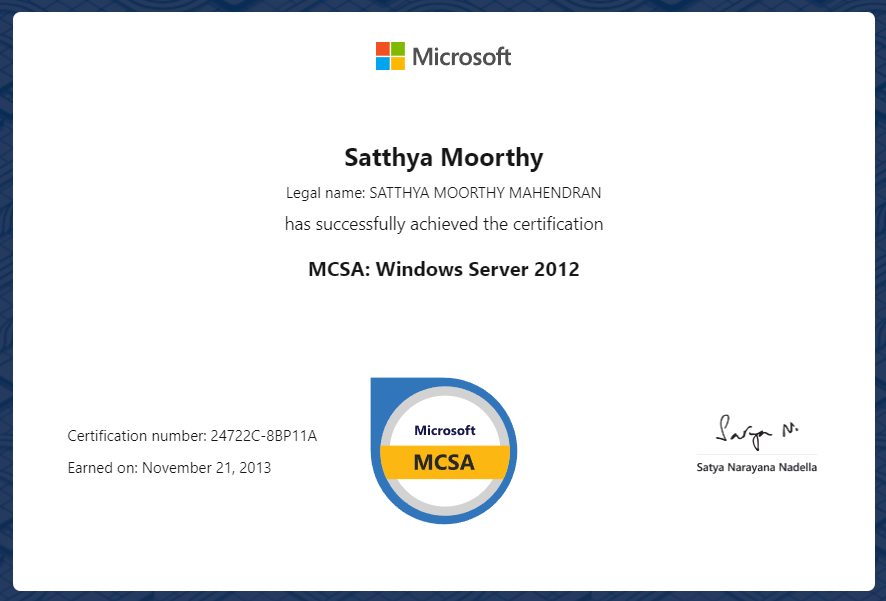 Microsoft
Satthya Moorthy
Legal name: SATTHYA MOORTHY MAHENDRAN
has successfully achieved the certification
MCSA: Windows Server 2012
Microsoft
MCSA
Certification number: 24722C-8BP11A
Earned on: November 21, 2013
Satya N.
Satya Narayana Nadella